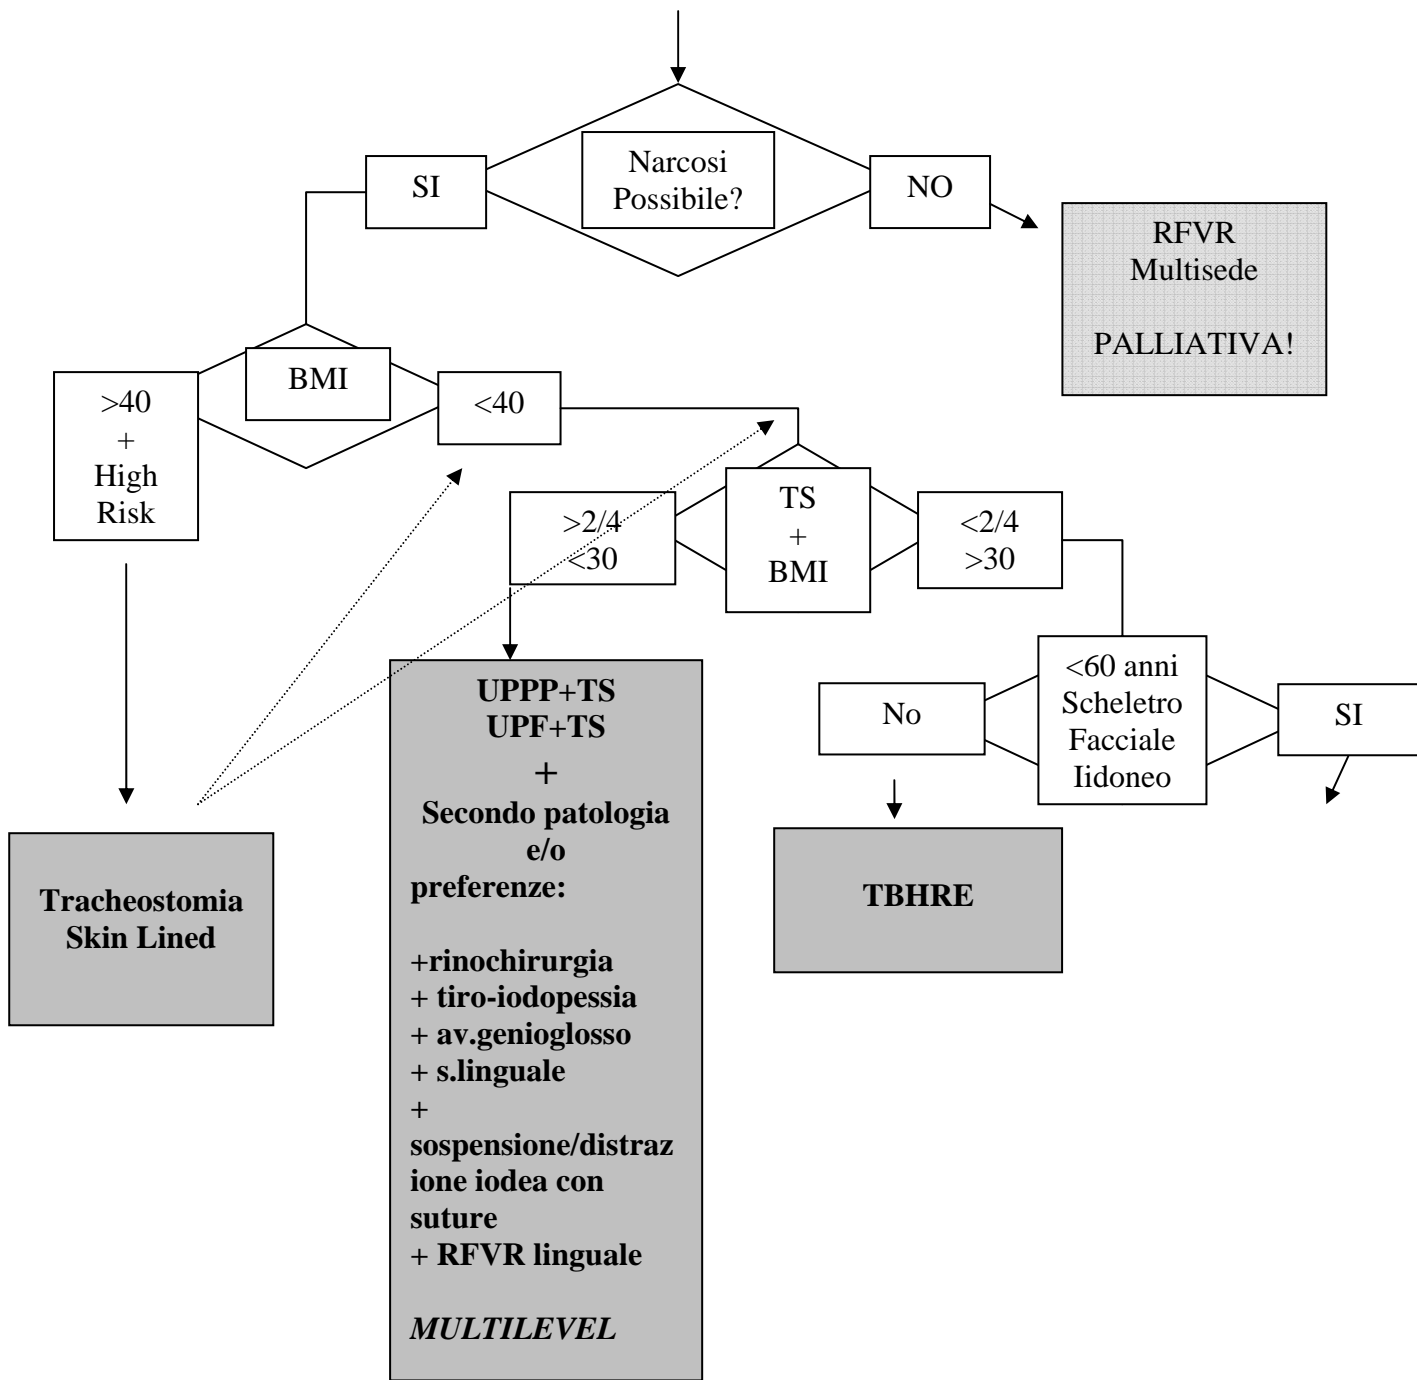 Narcosi
Possibile?
SI
NO
RFVR
Multisede
PALLIATIVA!
BMI
>40
+
High
Risk
<40
TS
+
BMI
>2/4
<30
<2/4
>30
<60 anni
Scheletro
Facciale
Iidoneo
No
SI
UPPP+TS
UPF+TS
+
Secondo patologia
e/o
preferenze:
+rinochirurgia
+ tiro-iodopessia
+ av.genioglosso
+ s.linguale
+
sospensione/distraz
ione iodea con
suture
+ RFVR linguale
MULTILEVEL
TBHRE
Tracheostomia
Skin Lined